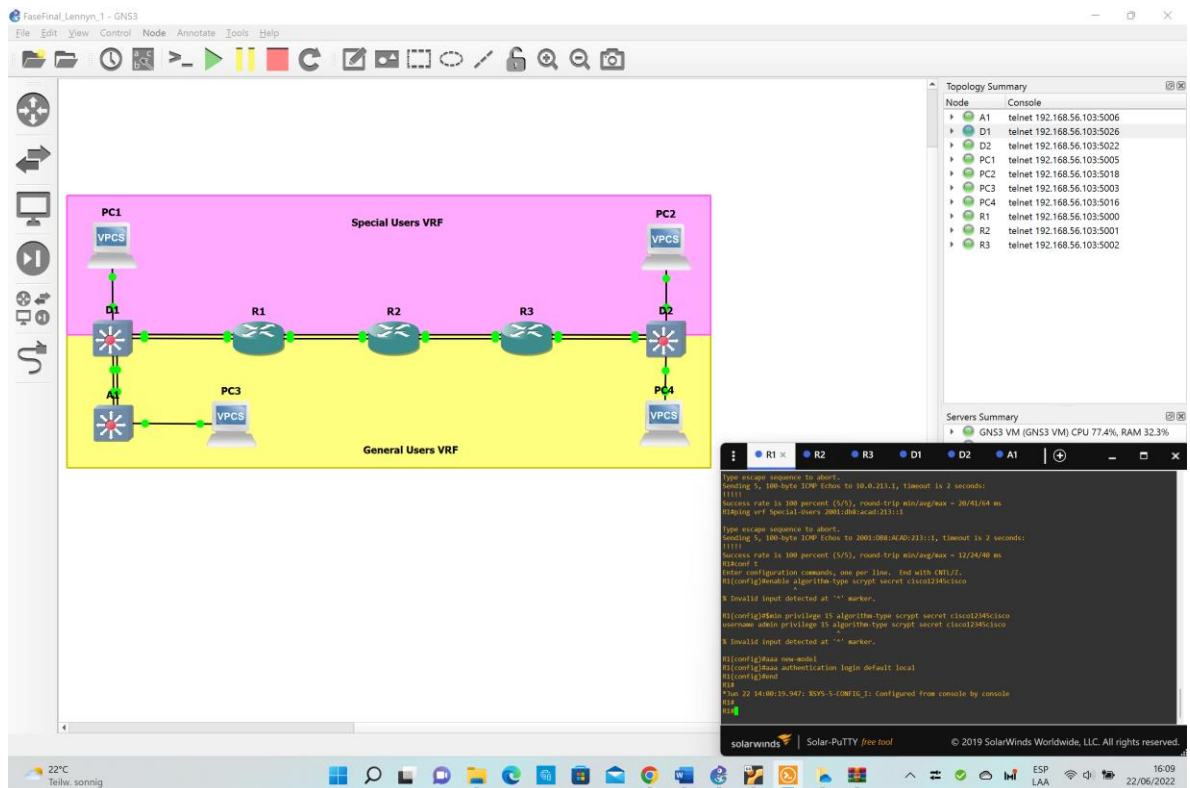 FaseFinal_Lennyn_1 - GNS3
File Edit View Control Node Annotate Tools Help
Topology Summary
Node Console
A1 telnet 192.168.56.103:5006
D1 telnet 192.168.56.103:5026
D2 telnet 192.168.56.103:5022
PC1 telnet 192.168.56.103:5005
PC2 telnet 192.168.56.103:5018
PC3 telnet 192.168.56.103:5003
PC4 telnet 192.168.56.103:5016
R1 telnet 192.168.56.103:5000
R2 telnet 192.168.56.103:5001
R3 telnet 192.168.56.103:5002
PC1
Special Users VRF
PC2
VPCS
VPCS
D1
R1
R2
R3
D2
A1
PC3
PC4
VPCS
VPCS
General Users VRF
Servers Summary
GNS3 VM (GNS3 VM) CPU 77.4%, RAM 32.3%
R1 R2 R3 D1 D2 A1
Type escape sequence to abort.
Sending 5, 100-byte ICMP Echos to 10.0.213.1, timeout is 2 seconds:
!!!!!
Success rate is 100 percent (5/5), round-trip min/avg/max = 20/41/64 ms
R1#ping vrf Special-Users 2001:db8:acad:213::1
Type escape sequence to abort.
Sending 5, 100-byte ICMP Echos to 2001:DB8:ACAD:213::1, timeout is 2 seconds:
!!!!!
Success rate is 100 percent (5/5), round-trip min/avg/max = 12/24/40 ms
R1#conf t
Enter configuration commands, one per line. End with CNTL/Z.
R1(config)#enable algorithm-type scrypt secret cisco12345cisco
^
% Invalid input detected at '^' marker.
R1(config)#$min privilege 15 algorithm-type scrypt secret cisco12345cisco
username admin privilege 15 algorithm-type scrypt secret cisco12345cisco
^
% Invalid input detected at '^' marker.
R1(config)#aaa new-model
R1(config)#aaa authentication login default local
R1(config)#end
R1#
*Jun 22 14:00:19.947: %SYS-5-CONFIG_I: Configured from console by console
R1#
R1#
solarwinds Solar-PuTTY free tool © 2019 SolarWinds Worldwide, LLC. All rights reserved.
22°C
Teilw. sonnig
ESP
LAA
16:09
22/06/2022